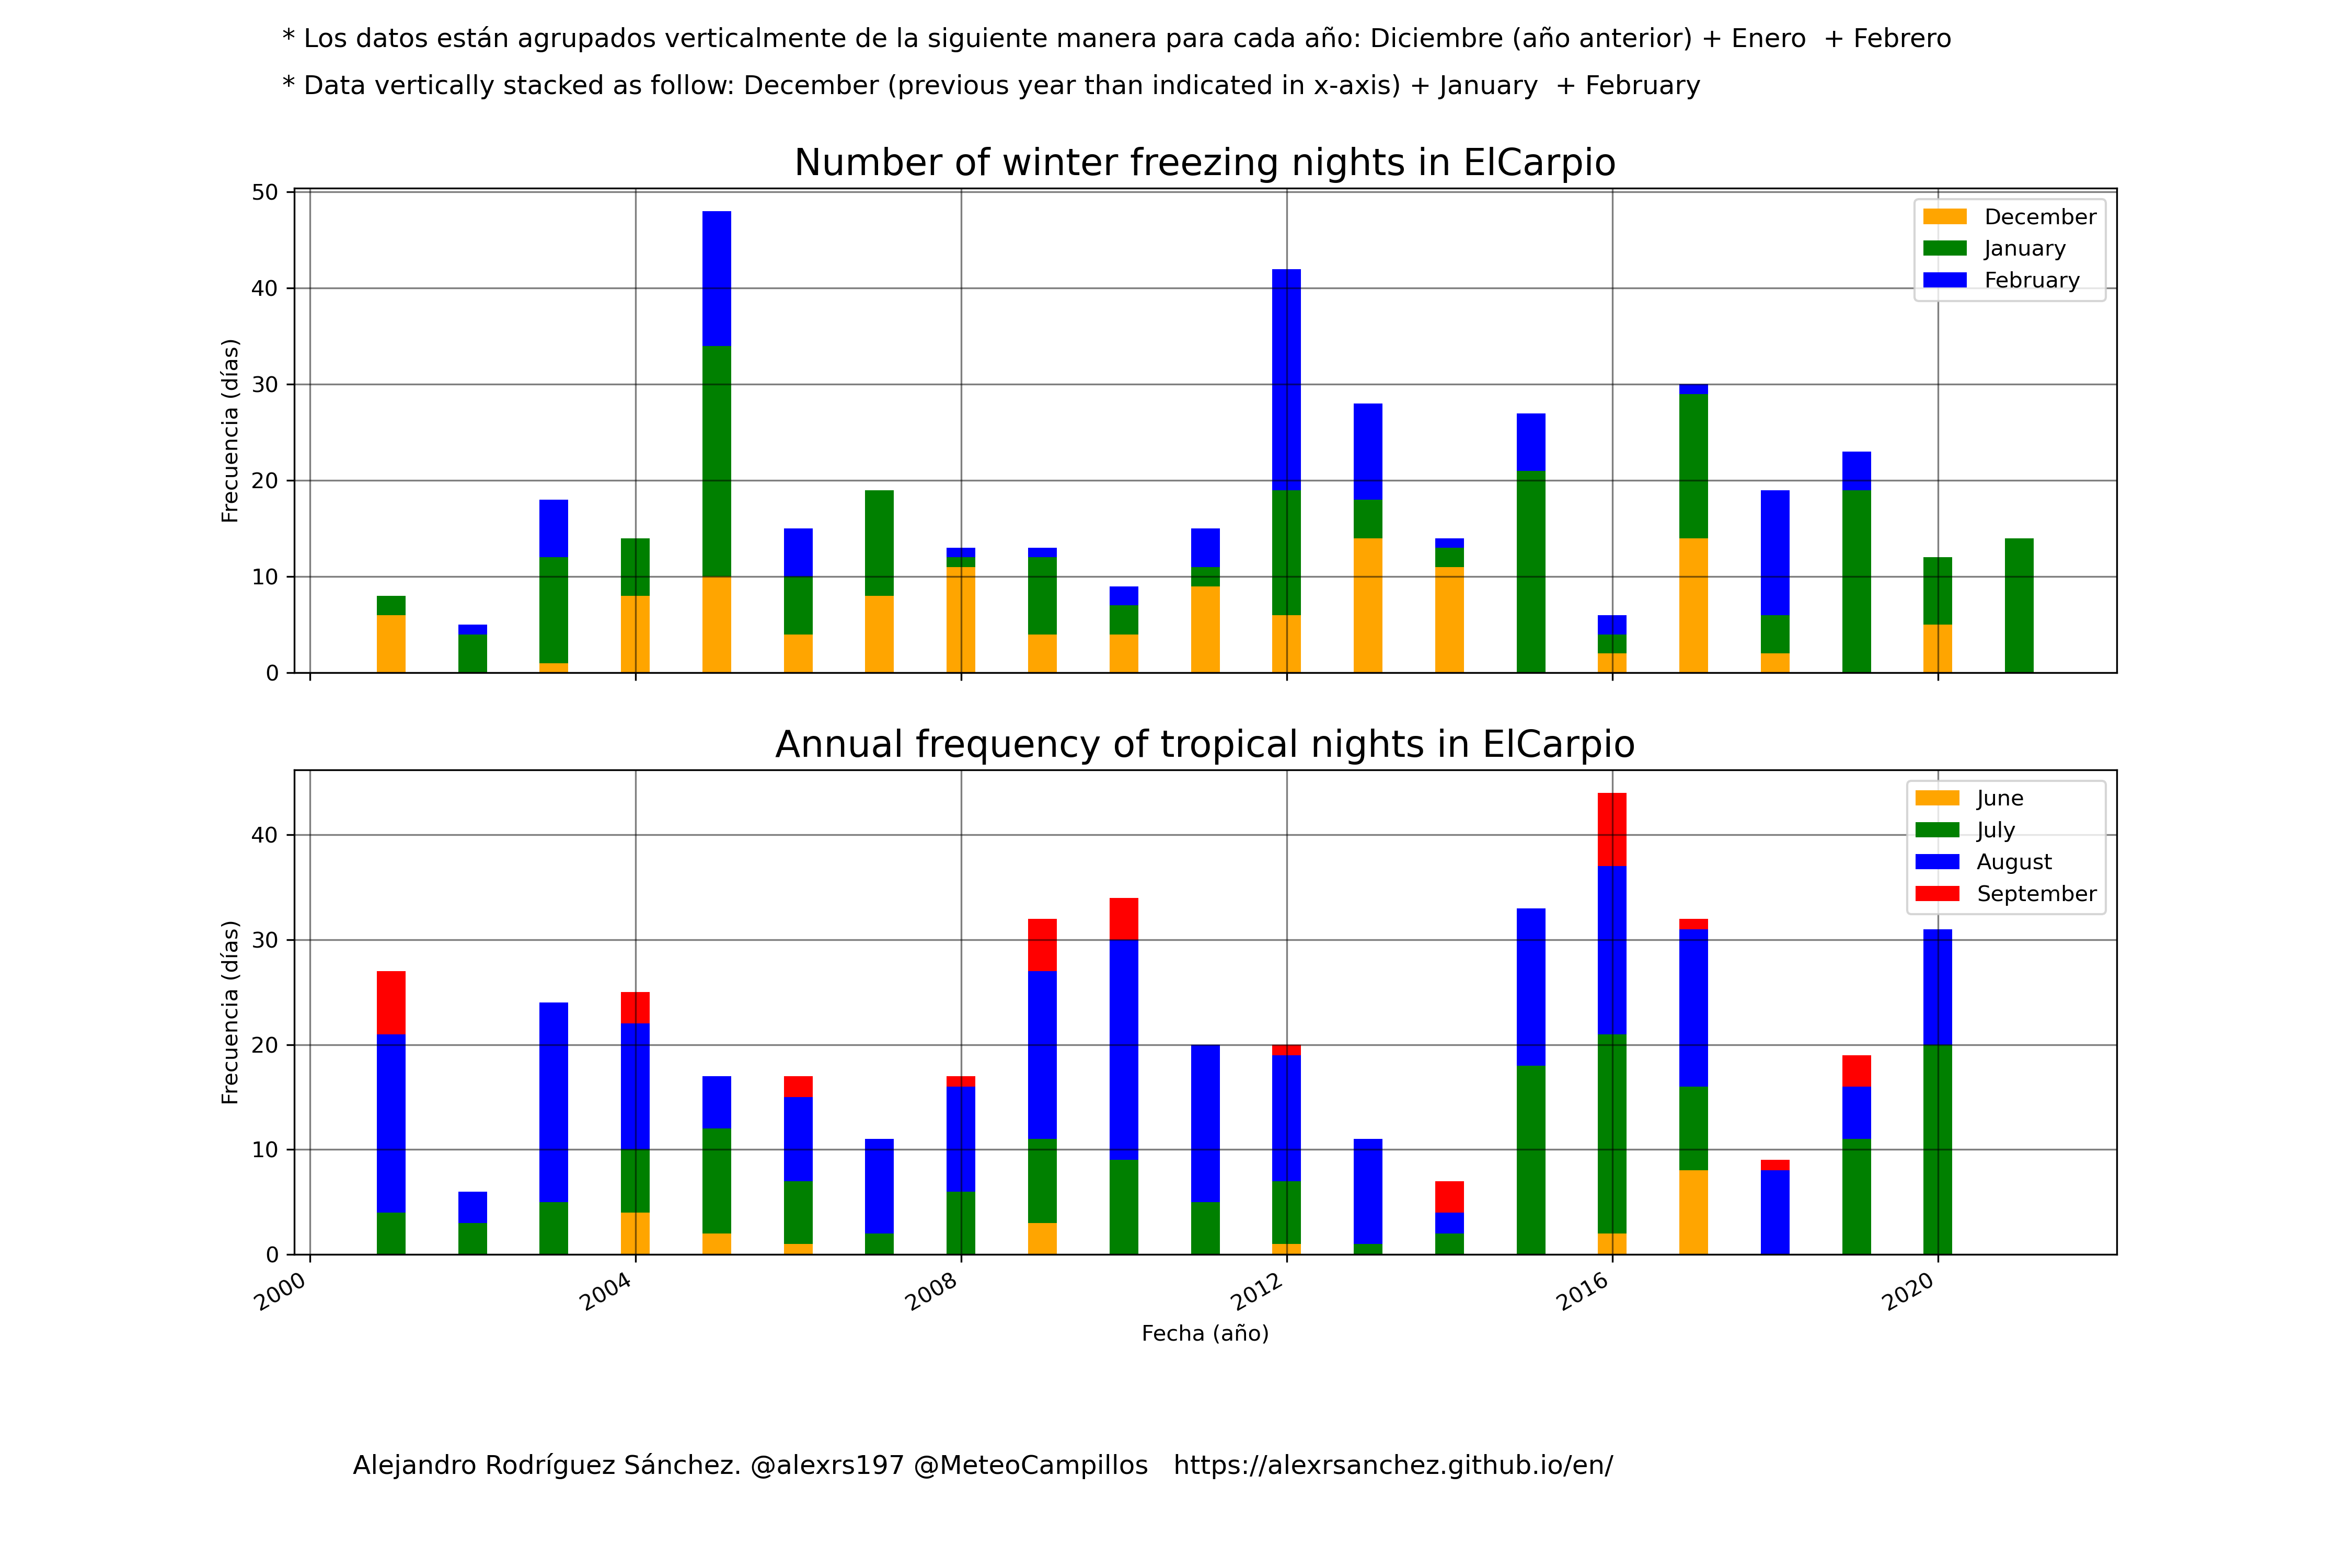 * Los datos están agrupados verticalmente de la siguiente manera para cada año: Diciembre (año anterior) + Enero  + Febrero
* Data vertically stacked as follow: December (previous year than indicated in x-axis) + January  + February
Number of winter freezing nights in ElCarpio
50
40
30
20
10
0
Frecuencia (días)
December
January
February
Annual frequency of tropical nights in ElCarpio
40
30
20
10
0
Frecuencia (días)
June
July
August
September
2000
2004
2008
2012
2016
2020
Fecha (año)
Alejandro Rodríguez Sánchez. @alexrs197 @MeteoCampillos   https://alexrsanchez.github.io/en/